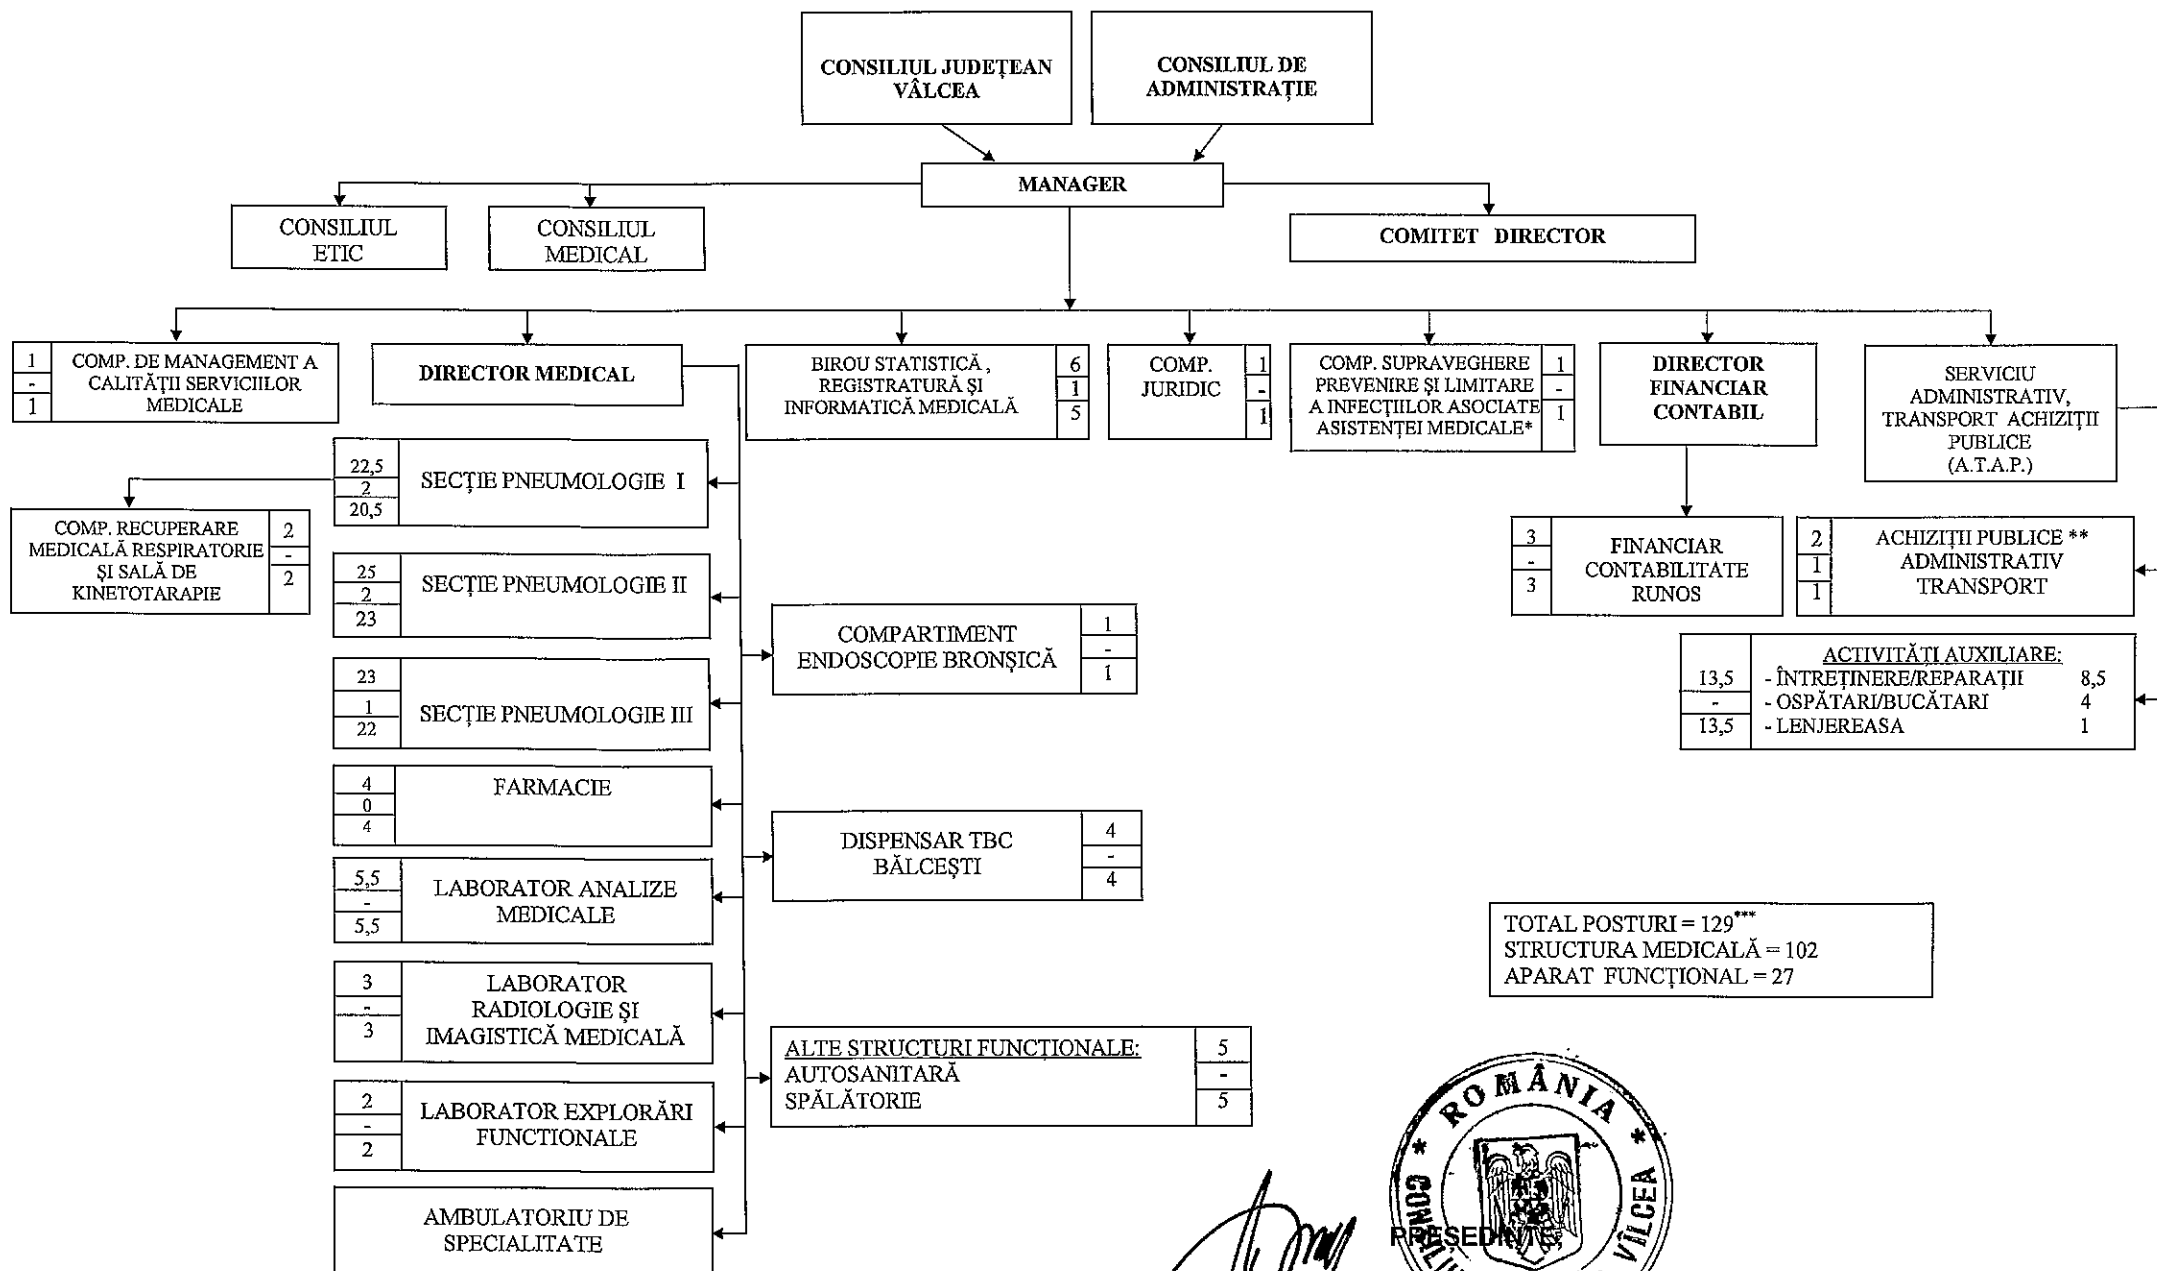 CONSILIUL JUDEȚEAN
VÂLCEA
CONSILIUL DE
ADMINISTRAȚIE
MANAGER
CONSILIUL
ETIC
CONSILIUL
MEDICAL
COMITET DIRECTOR
1
-
1
COMP. DE MANAGEMENT A
CALITĂȚII SERVICIILOR
MEDICALE
DIRECTOR MEDICAL
BIROU STATISTICĂ,
REGISTRATURĂ ȘI
INFORMATICĂ MEDICALĂ
6
1
5
COMP.
JURIDIC
1
-
1
COMP. SUPRAVEGHERE
PREVENIRE ȘI LIMITARE
A INFECȚIILOR ASOCIATE
ASISTENȚEI MEDICALE*
1
-
1
DIRECTOR
FINANCIAR
CONTABIL
SERVICIU
ADMINISTRATIV,
TRANSPORT ACHIZIȚII
PUBLICE
(A.T.A.P.)
22,5
2
20,5
SECȚIE PNEUMOLOGIE I
COMP. RECUPERARE
MEDICALĂ RESPIRATORIE
ȘI SALĂ DE
KINETOTARAPIE
2
-
2
25
2
23
SECȚIE PNEUMOLOGIE II
3
-
3
FINANCIAR
CONTABILITATE
RUNOS
2
1
1
ACHIZIȚII PUBLICE **
ADMINISTRATIV
TRANSPORT
COMPARTIMENT
ENDOSCOPIE BRONȘICĂ
1
-
1
13,5
-
13,5
ACTIVITĂȚI AUXILIARE:
- ÎNTREȚINERE/REPARAȚII 8,5
- OSPĂTARI/BUCĂTARI 4
- LENJEREASA 1
23
1
22
SECȚIE PNEUMOLOGIE III
4
0
4
FARMACIE
DISPENSAR TBC
BĂLCEȘTI
4
-
4
5,5
-
5,5
LABORATOR ANALIZE
MEDICALE
TOTAL POSTURI = 129***
STRUCTURA MEDICALĂ = 102
APARAT FUNCȚIONAL = 27
3
-
3
LABORATOR
RADIOLOGIE ȘI
IMAGISTICĂ MEDICALĂ
ALTE STRUCTURI FUNCȚIONALE:
AUTOSANITARĂ
SPĂLĂTORIE
5
-
5
2
-
2
LABORATOR EXPLORĂRI
FUNCTIONALE
AMBULATORIU DE
SPECIALITATE
* ROMÂNIA *
VÎLCEA
PREȘEDINTE,